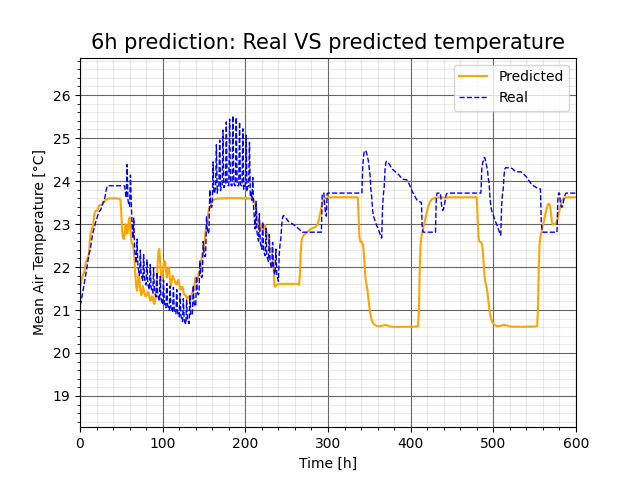 6h prediction: Real VS predicted temperature
Predicted
Real
Mean Air Temperature [°C]
26
25
24
23
22
21
20
19
0 100 200 300 400 500 600
Time [h]